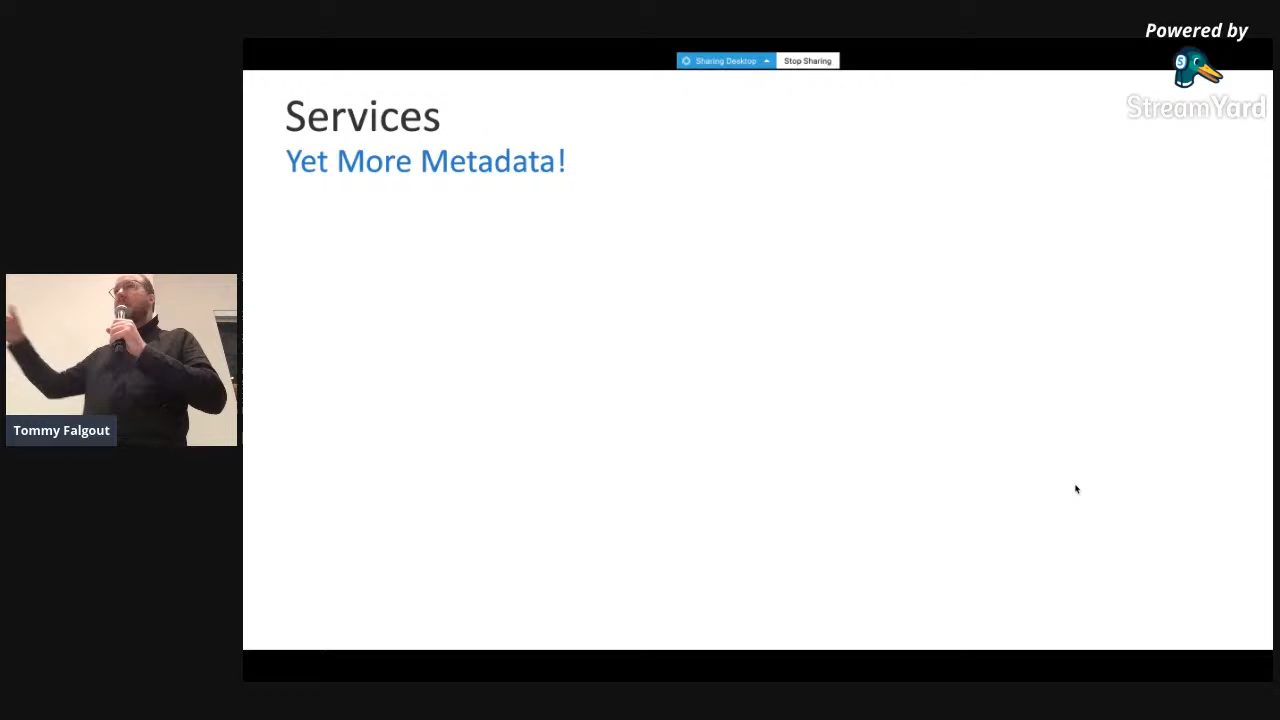 Powered by
StreamYard
Sharing Desktop
Stop Sharing
Services
Yet More Metadata!
Tommy Falgout